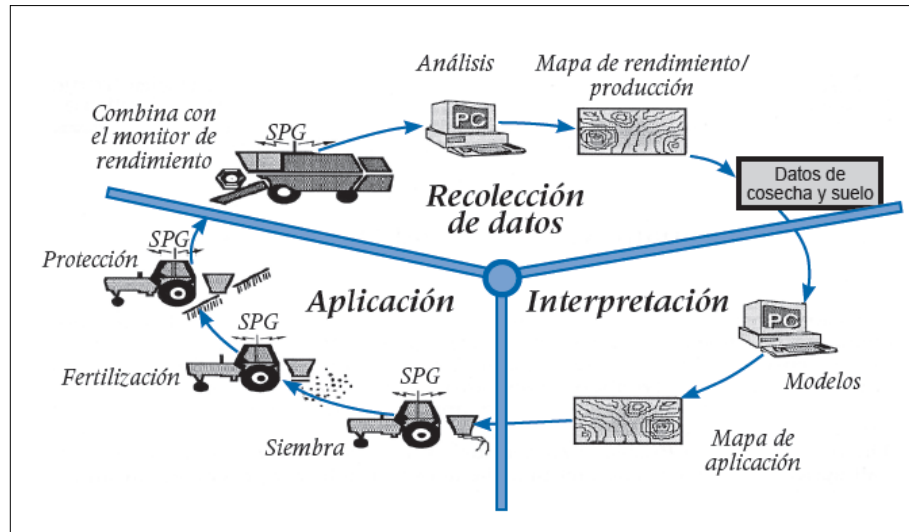 Análisis
Mapa de rendimiento/
producción
Combina con
el monitor de
rendimiento
SPG
PC
Datos de
cosecha y suelo
Recolección
de datos
SPG
Protección
Aplicación
Interpretación
PC
SPG
Fertilización
Modelos
SPG
Siembra
Mapa de
aplicación